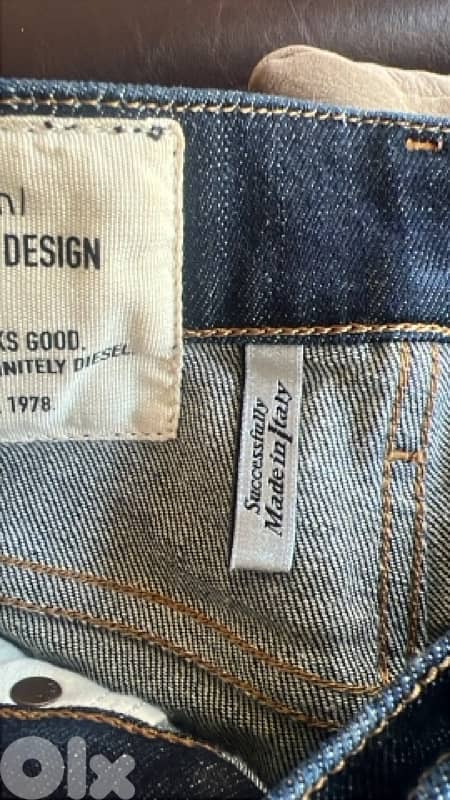 DESIGN
KS GOOD.
NITELY DIESEL
1978.
Successfully
Made in Italy
Olx